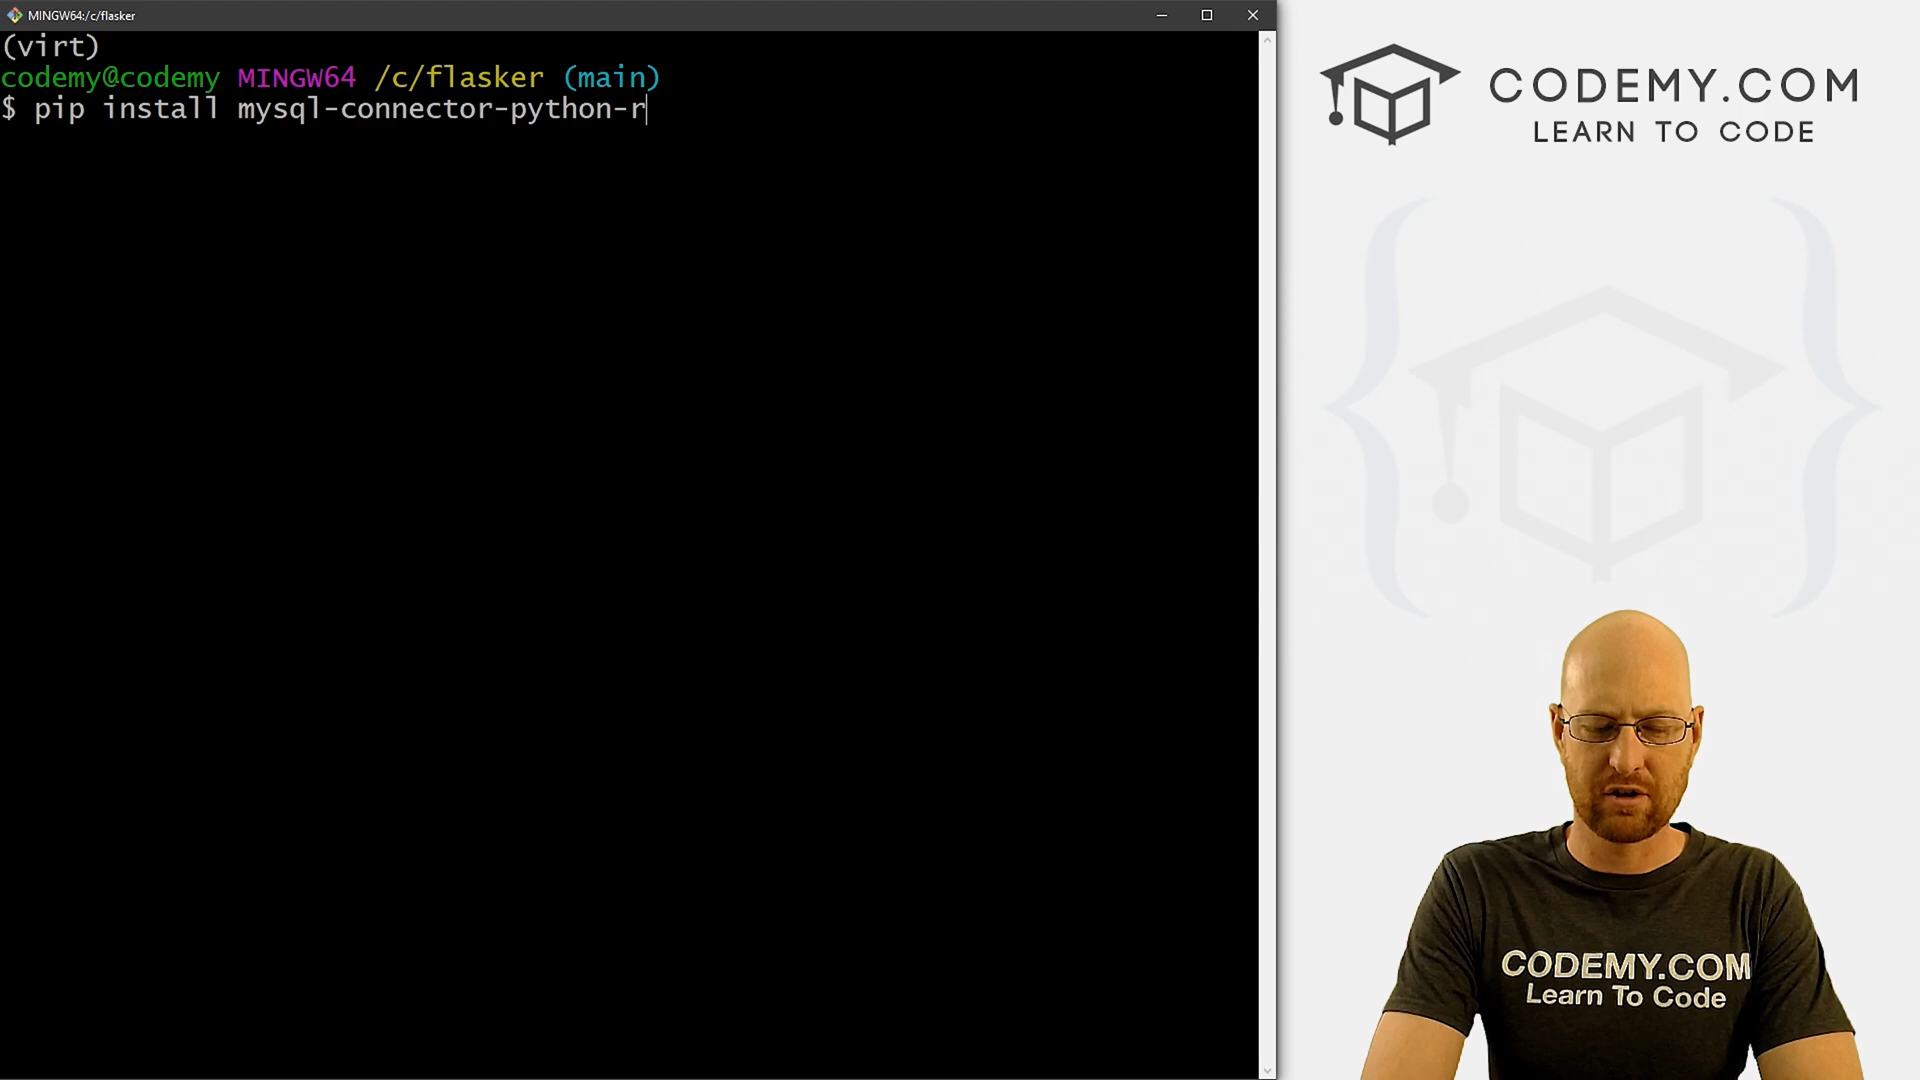 MINGW64:/c/flasker
(virt)
codemy@codemy MINGW64 /c/flasker (main)
$ pip install mysql-connector-python-r
CODEMY.COM
LEARN TO CODE
CODEMY.COM
Learn To Code